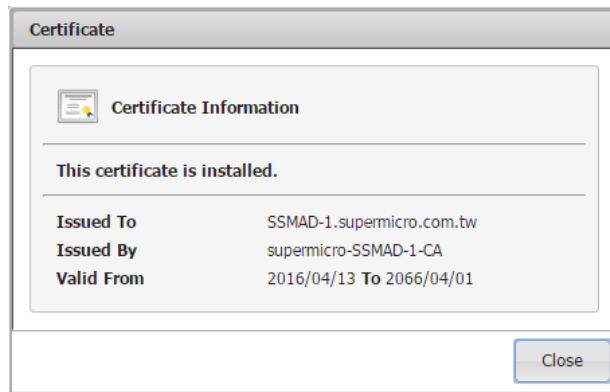 Certificate
Certificate Information
This certificate is installed.
Issued To SSMAD-1.supermicro.com.tw
Issued By supermicro-SSMAD-1-CA
Valid From 2016/04/13 To 2066/04/01
Close